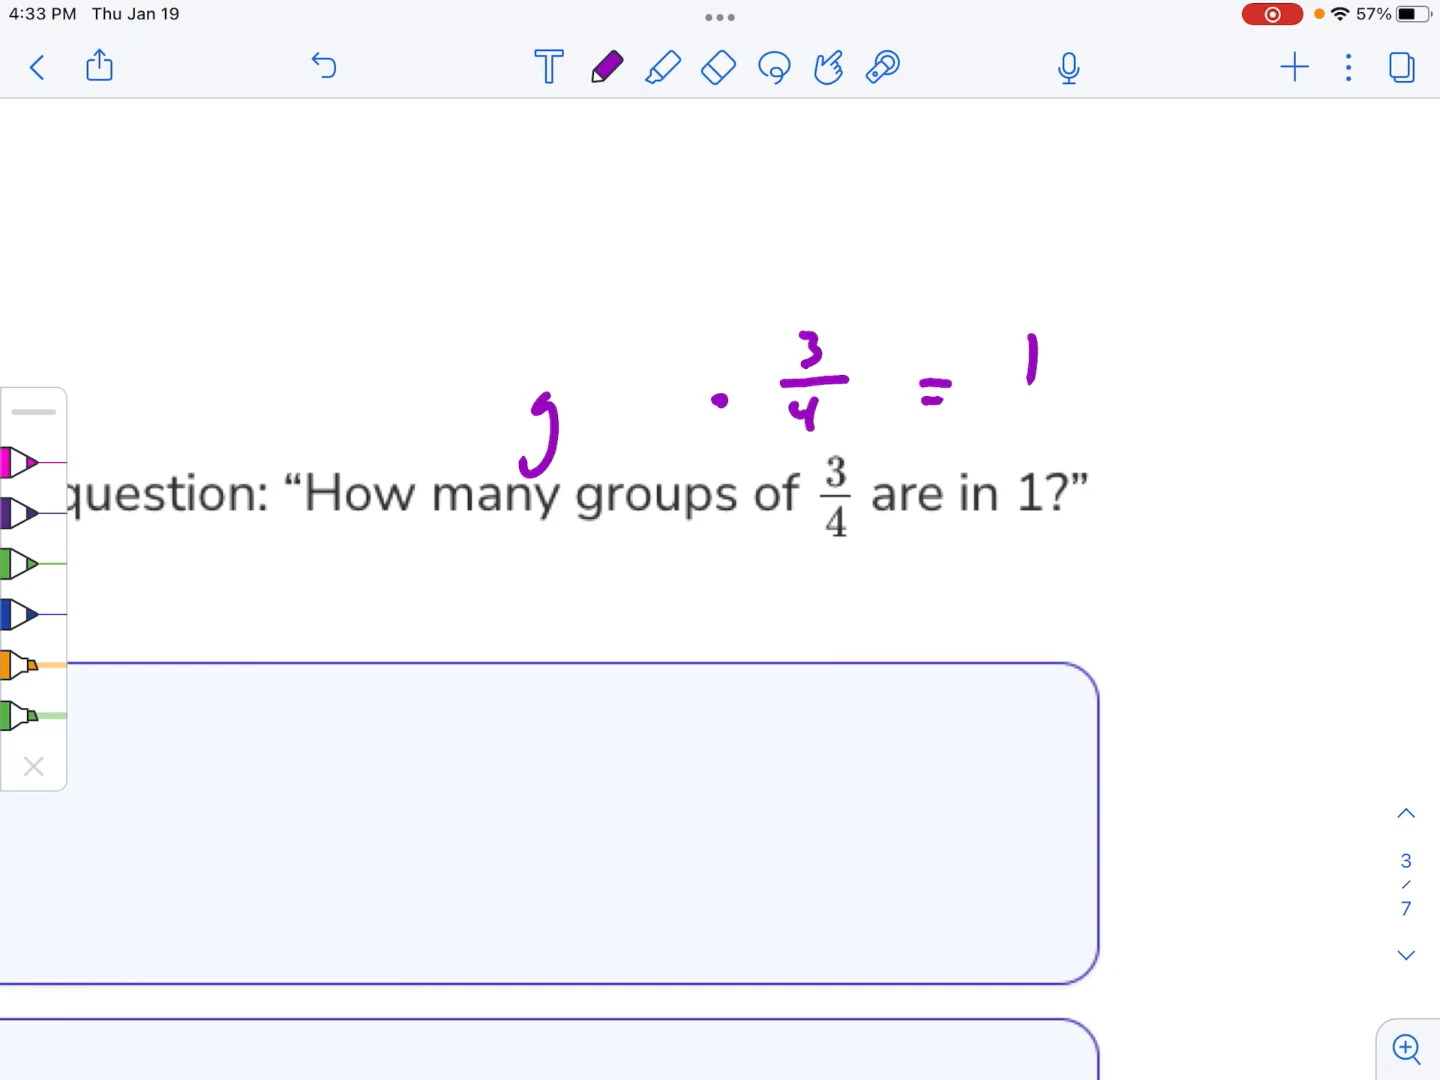 4:33 PM Thu Jan 19
57%
T
g · 3/4 = 1
question: “How many groups of 3/4 are in 1?”
3
/
7